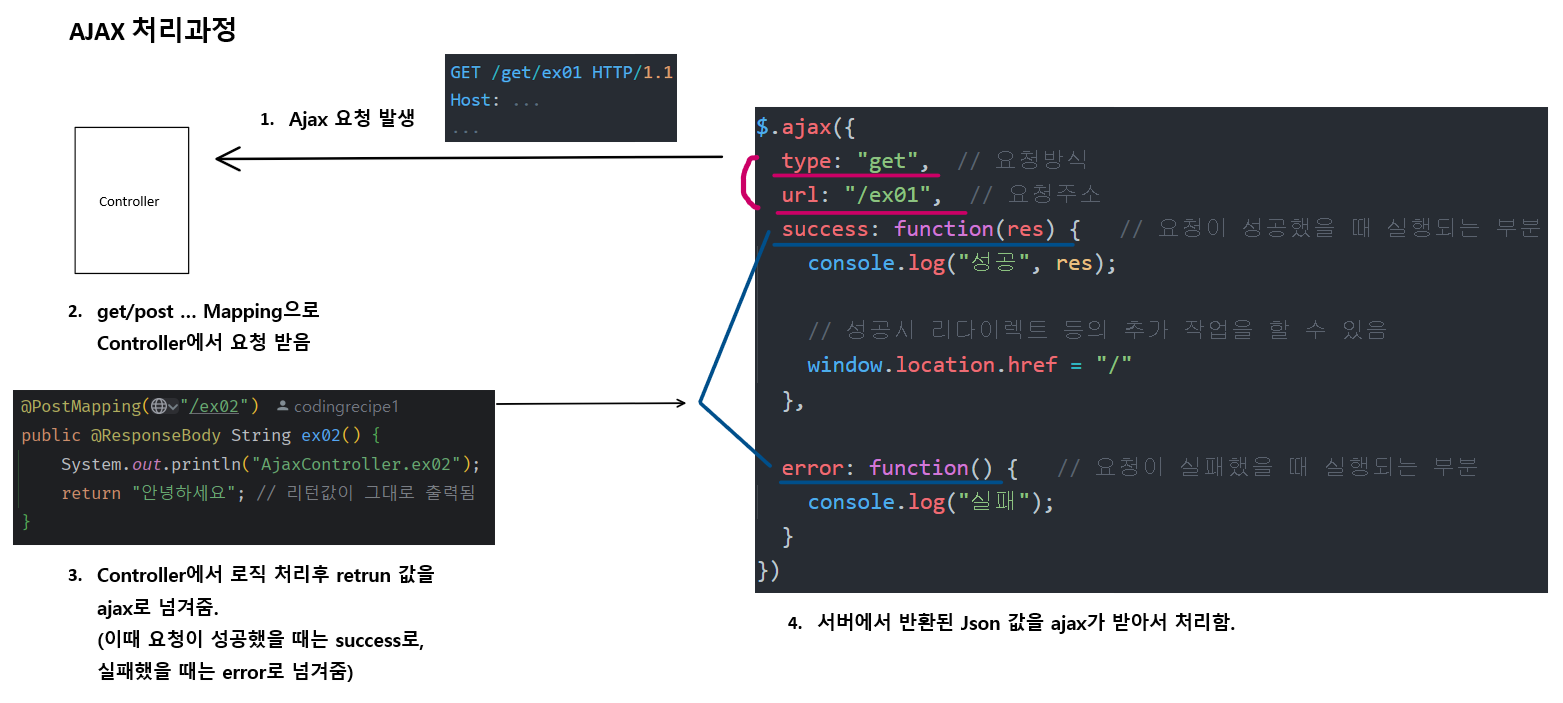 AJAX 처리과정
GET /get/ex01 HTTP/1.1
Host: ...
...
1. Ajax 요청 발생
Controller
2. get/post ... Mapping으로
Controller에서 요청 받음
@PostMapping("/ex02") codingrecipe1
public @ResponseBody String ex02() {
System.out.println("AjaxController.ex02");
return "안녕하세요"; // 리턴값이 그대로 출력됨
}
3. Controller에서 로직 처리후 retrun 값을
ajax로 넘겨줌.
(이때 요청이 성공했을 때는 success로,
실패했을 때는 error로 넘겨줌)
$.ajax({
type: "get", // 요청방식
url: "/ex01", // 요청주소
success: function(res) { // 요청이 성공했을 때 실행되는 부분
console.log("성공", res);
// 성공시 리다이렉트 등의 추가 작업을 할 수 있음
window.location.href = "/"
},
error: function() { // 요청이 실패했을 때 실행되는 부분
console.log("실패");
}
})
4. 서버에서 반환된 Json 값을 ajax가 받아서 처리함.